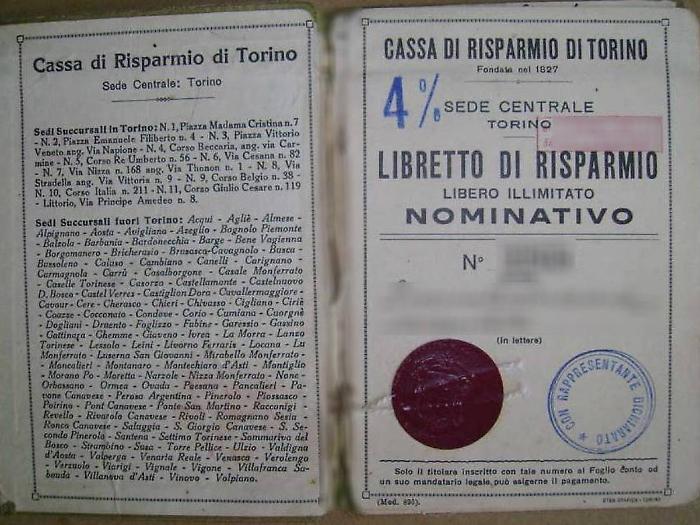 Cassa di Risparmio di Torino
Sede Centrale: Torino
Sedi Succursali in Torino: N. 1, Piazza Madama Cristina n. 7
- N. 2, Piazza Emanuele Filiberto n. 4 - N. 3, Piazza Vittorio
Veneto ang. Via Napione - N. 4, Corso Beccaria, ang. via Car-
mine - N. 5, Corso Re Umberto n. 56 - N. 6, Via Cesana n. 82
- N. 7, Via Nizza n. 168 ang. Via Thonon n. 1 - N. 8, Via
Stradella ang. Via Vittoria n. 9 - N. 9, Corso Belgio n. 38 -
N. 10, Corso Italia n. 211 - N. 11, Corso Giulio Cesare n. 119
- Littorio, Via Principe Amedeo n. 8.
Sedi Succursali fuori Torino: Acqui - Agliè - Almese -
Alpignano - Aosta - Avigliana - Azeglio - Bagnolo Piemonte
- Balzola - Barbania - Bardonecchia - Barge - Bene Vagienna
- Borgomanero - Bricherasio - Brusasco-Cavagnolo - Busca -
Bussoleno - Caluso - Cambiano - Canelli - Carignano -
Carmagnola - Carrù - Casalborgone - Casale Monferrato
- Caselle Torinese - Casorzo - Castellamonte - Castelnuovo
D. Bosco - Castel Verres - Castiglion Dora - Cavallermaggiore -
Cavour - Cere - Cherasco - Chieri - Chivasso - Cigliano - Ciriè
- Coazze - Cocconato - Condove - Corio - Cumiana - Cuorgnè
- Dogliani - Druento - Foglizzo - Fubine - Garessio - Gassino
- Gattinara - Ghemme - Giaveno - Ivrea - La Morra - Lanzo
Torinese - Lessolo - Leinì - Livorno Ferraris - Locana - Lu
Monferrato - Luserna San Giovanni - Mirabello Monferrato -
- Moncalieri - Montanaro - Montechiaro d'Asti - Montiglio
- Morano Po - Moretta - Narzole - Nizza Monferrato - None -
Orbassano - Ormea - Ovada - Paesana - Pancalieri - Pa-
vone Canavese - Perosa Argentina - Pinerolo - Piossasco -
Poirino - Pont Canavese - Ponte San Martino - Racconigi -
Revello - Rivarolo Canavese - Rivoli - Romagnano Sesia -
Ronco Canavese - Saluggia - S. Giorgio Canavese - S. Se-
condo Pinerolo - Santena - Settimo Torinese - Sommariva del
Bosco - Strambino - Susa - Torre Pellice - Ulzio - Valdigna
d'Aosta - Valperga - Venaria Reale - Venasca - Verolengo
- Verzuolo - Viarigi - Vignale - Vigone - Villafranca Sa-
bauda - Villanova d'Asti - Vinovo - Volpiano.
CASSA DI RISPARMIO DI TORINO
Fondata nel 1827
4%
SEDE CENTRALE
TORINO
LIBRETTO DI RISPARMIO
LIBERO ILLIMITATO
NOMINATIVO
N°
(in lettere)
CON RAPPRESENTANTE DICHIARATO
Solo il titolare inscritto con tale numero al Foglio conto od
un suo mandatario legale, può esigerne il pagamento.
(Mod. 895).